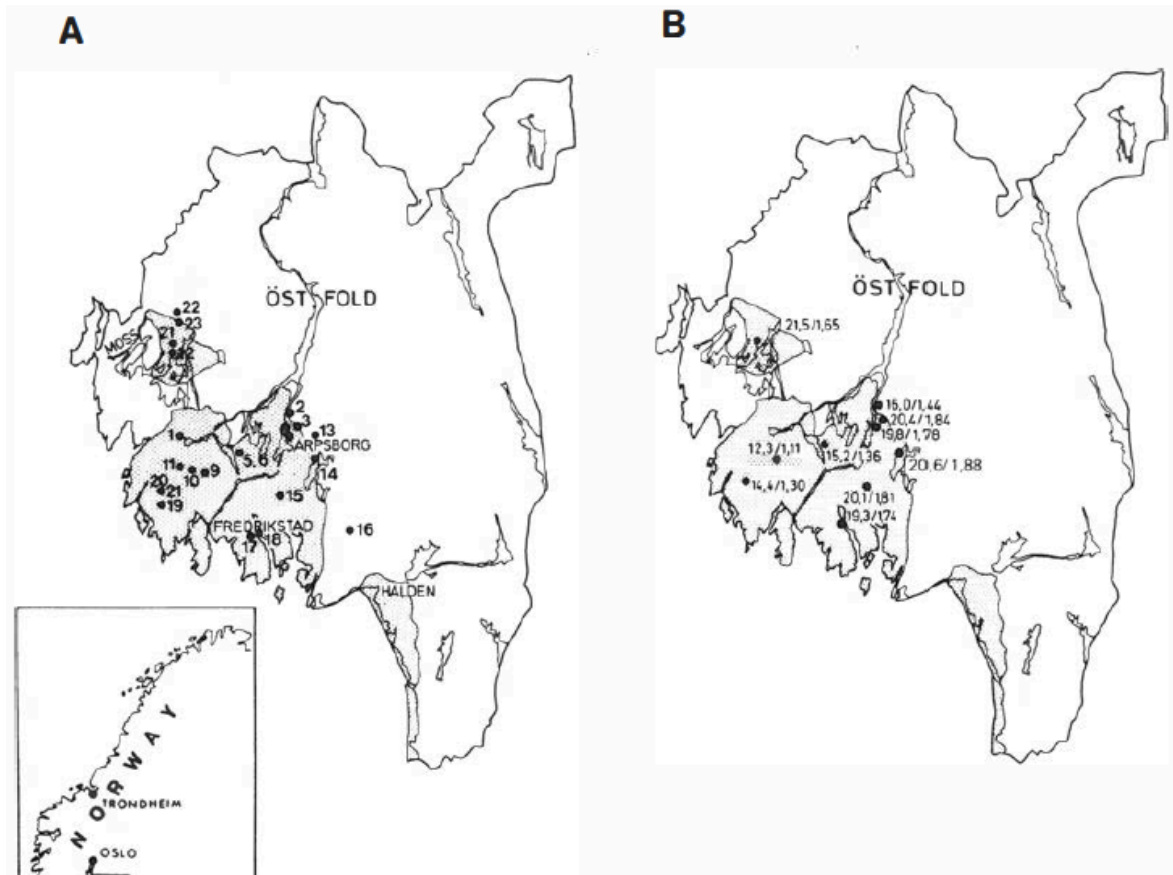 A
B
ÖST FOLD
22
23
21
MOSS
12
2
3
13
1
SARPSBORG
5, 6
14
11
9
10
20
21
15
19
FREDRIKSTAD
18
16
17
HALDEN
NORWAY
TRONDHEIM
OSLO
ÖST FOLD
21,5/1,65
16,0/1,44
20,4/1,84
19,8/1,78
12,3/1,11
15,2/1,36
20,6/1,88
14,4/1,30
20,1/1,81
19,3/1,74